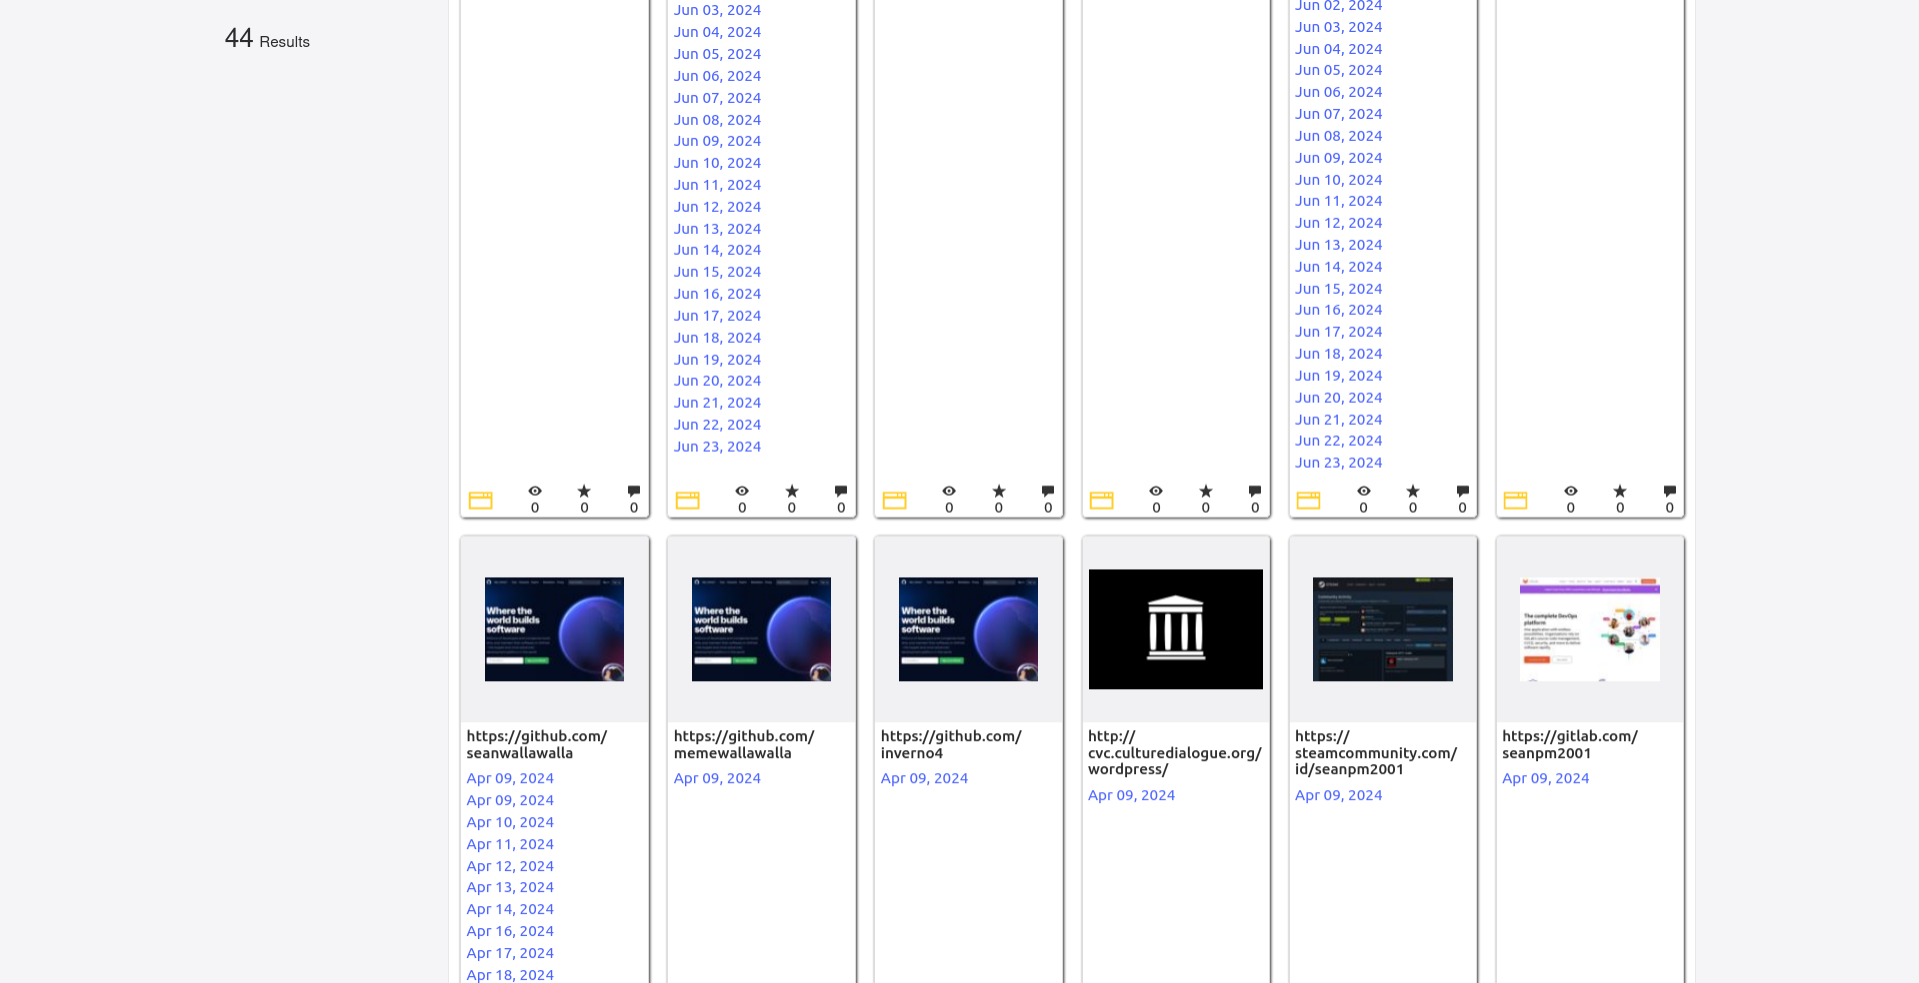 44 Results
Jun 03, 2024
Jun 04, 2024
Jun 05, 2024
Jun 06, 2024
Jun 07, 2024
Jun 08, 2024
Jun 09, 2024
Jun 10, 2024
Jun 11, 2024
Jun 12, 2024
Jun 13, 2024
Jun 14, 2024
Jun 15, 2024
Jun 16, 2024
Jun 17, 2024
Jun 18, 2024
Jun 19, 2024
Jun 20, 2024
Jun 21, 2024
Jun 22, 2024
Jun 23, 2024
Jun 02, 2024
Jun 03, 2024
Jun 04, 2024
Jun 05, 2024
Jun 06, 2024
Jun 07, 2024
Jun 08, 2024
Jun 09, 2024
Jun 10, 2024
Jun 11, 2024
Jun 12, 2024
Jun 13, 2024
Jun 14, 2024
Jun 15, 2024
Jun 16, 2024
Jun 17, 2024
Jun 18, 2024
Jun 19, 2024
Jun 20, 2024
Jun 21, 2024
Jun 22, 2024
Jun 23, 2024
0 0 0
0 0 0
0 0 0
0 0 0
0 0 0
0 0 0
Where the
world builds
software
https://github.com/
seanwallawalla
Apr 09, 2024
Apr 09, 2024
Apr 10, 2024
Apr 11, 2024
Apr 12, 2024
Apr 13, 2024
Apr 14, 2024
Apr 16, 2024
Apr 17, 2024
Apr 18, 2024
Where the
world builds
software
https://github.com/
memewallawalla
Apr 09, 2024
Where the
world builds
software
https://github.com/
inverno4
Apr 09, 2024
http://
cvc.culturedialogue.org/
wordpress/
Apr 09, 2024
https://
steamcommunity.com/
id/seanpm2001
Apr 09, 2024
The complete DevOps
platform
https://gitlab.com/
seanpm2001
Apr 09, 2024